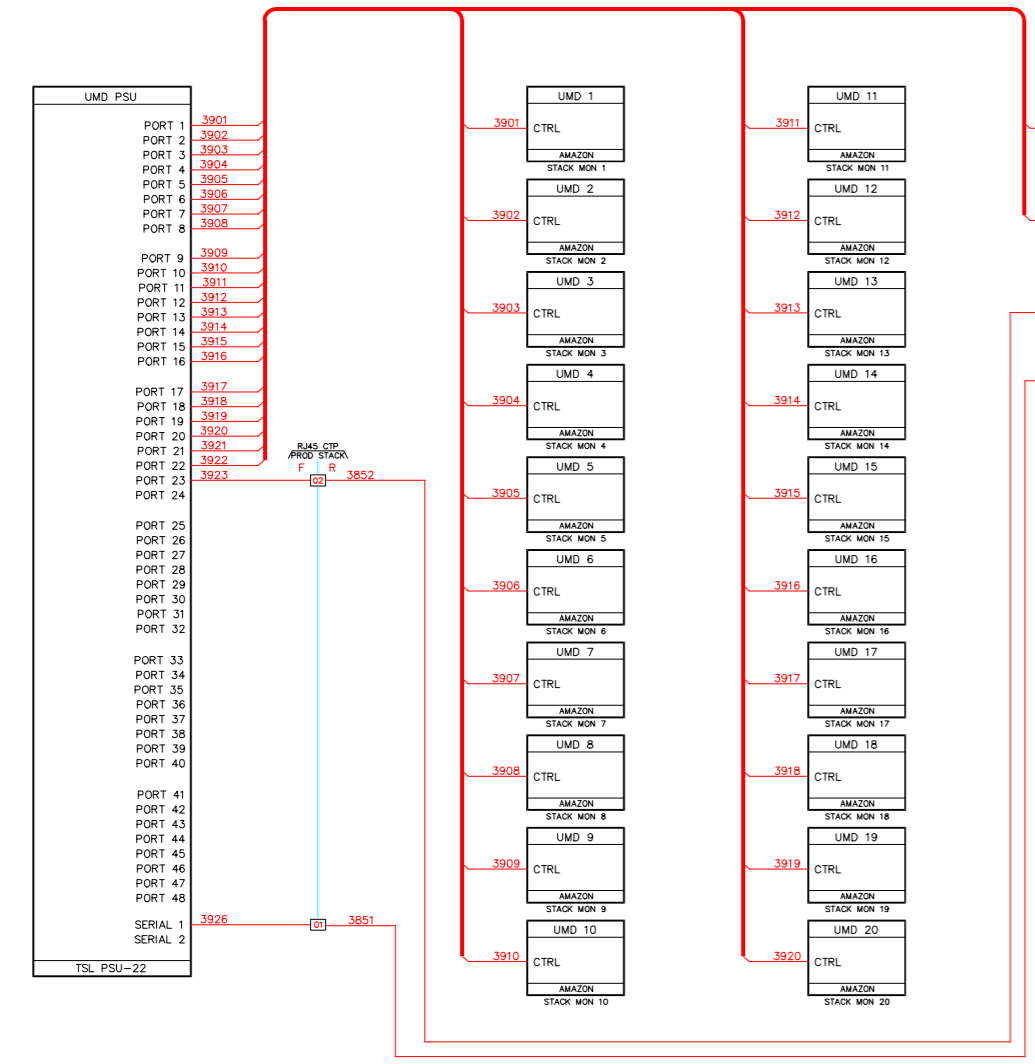 UMD PSU
PORT 1 3901
PORT 2 3902
PORT 3 3903
PORT 4 3904
PORT 5 3905
PORT 6 3906
PORT 7 3907
PORT 8 3908
PORT 9 3909
PORT 10 3910
PORT 11 3911
PORT 12 3912
PORT 13 3913
PORT 14 3914
PORT 15 3915
PORT 16 3916
PORT 17 3917
PORT 18 3918
PORT 19 3919
PORT 20 3920
PORT 21 3921
PORT 22 3922
PORT 23 3923
PORT 24
PORT 25
PORT 26
PORT 27
PORT 28
PORT 29
PORT 30
PORT 31
PORT 32
PORT 33
PORT 34
PORT 35
PORT 36
PORT 37
PORT 38
PORT 39
PORT 40
PORT 41
PORT 42
PORT 43
PORT 44
PORT 45
PORT 46
PORT 47
PORT 48
SERIAL 1 3926
SERIAL 2
TSL PSU-22
RJ45 CTP
/PROD STACK\
F R
02 3852
01 3851
UMD 1
3901 CTRL
AMAZON
STACK MON 1
UMD 2
3902 CTRL
AMAZON
STACK MON 2
UMD 3
3903 CTRL
AMAZON
STACK MON 3
UMD 4
3904 CTRL
AMAZON
STACK MON 4
UMD 5
3905 CTRL
AMAZON
STACK MON 5
UMD 6
3906 CTRL
AMAZON
STACK MON 6
UMD 7
3907 CTRL
AMAZON
STACK MON 7
UMD 8
3908 CTRL
AMAZON
STACK MON 8
UMD 9
3909 CTRL
AMAZON
STACK MON 9
UMD 10
3910 CTRL
AMAZON
STACK MON 10
UMD 11
3911 CTRL
AMAZON
STACK MON 11
UMD 12
3912 CTRL
AMAZON
STACK MON 12
UMD 13
3913 CTRL
AMAZON
STACK MON 13
UMD 14
3914 CTRL
AMAZON
STACK MON 14
UMD 15
3915 CTRL
AMAZON
STACK MON 15
UMD 16
3916 CTRL
AMAZON
STACK MON 16
UMD 17
3917 CTRL
AMAZON
STACK MON 17
UMD 18
3918 CTRL
AMAZON
STACK MON 18
UMD 19
3919 CTRL
AMAZON
STACK MON 19
UMD 20
3920 CTRL
AMAZON
STACK MON 20